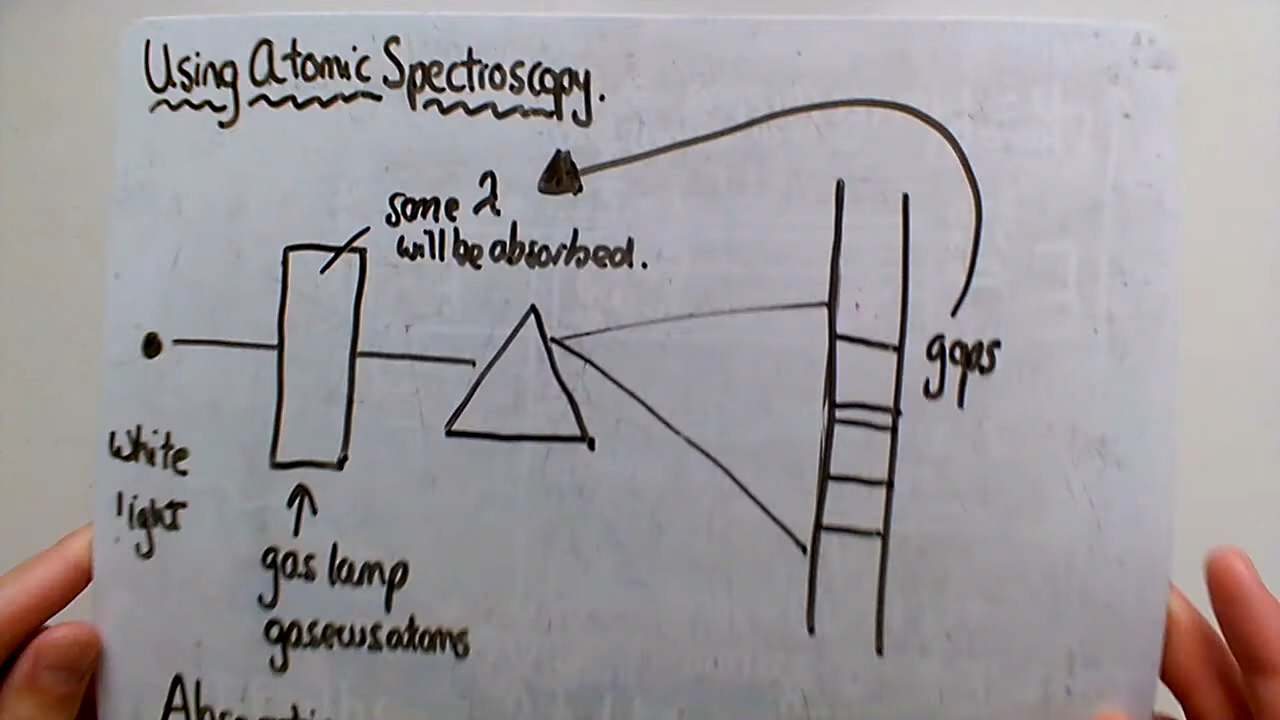 Using Atomic Spectroscopy.
some λ
will be absorbed.
gaps
white
light
gas lamp
gaseous atoms